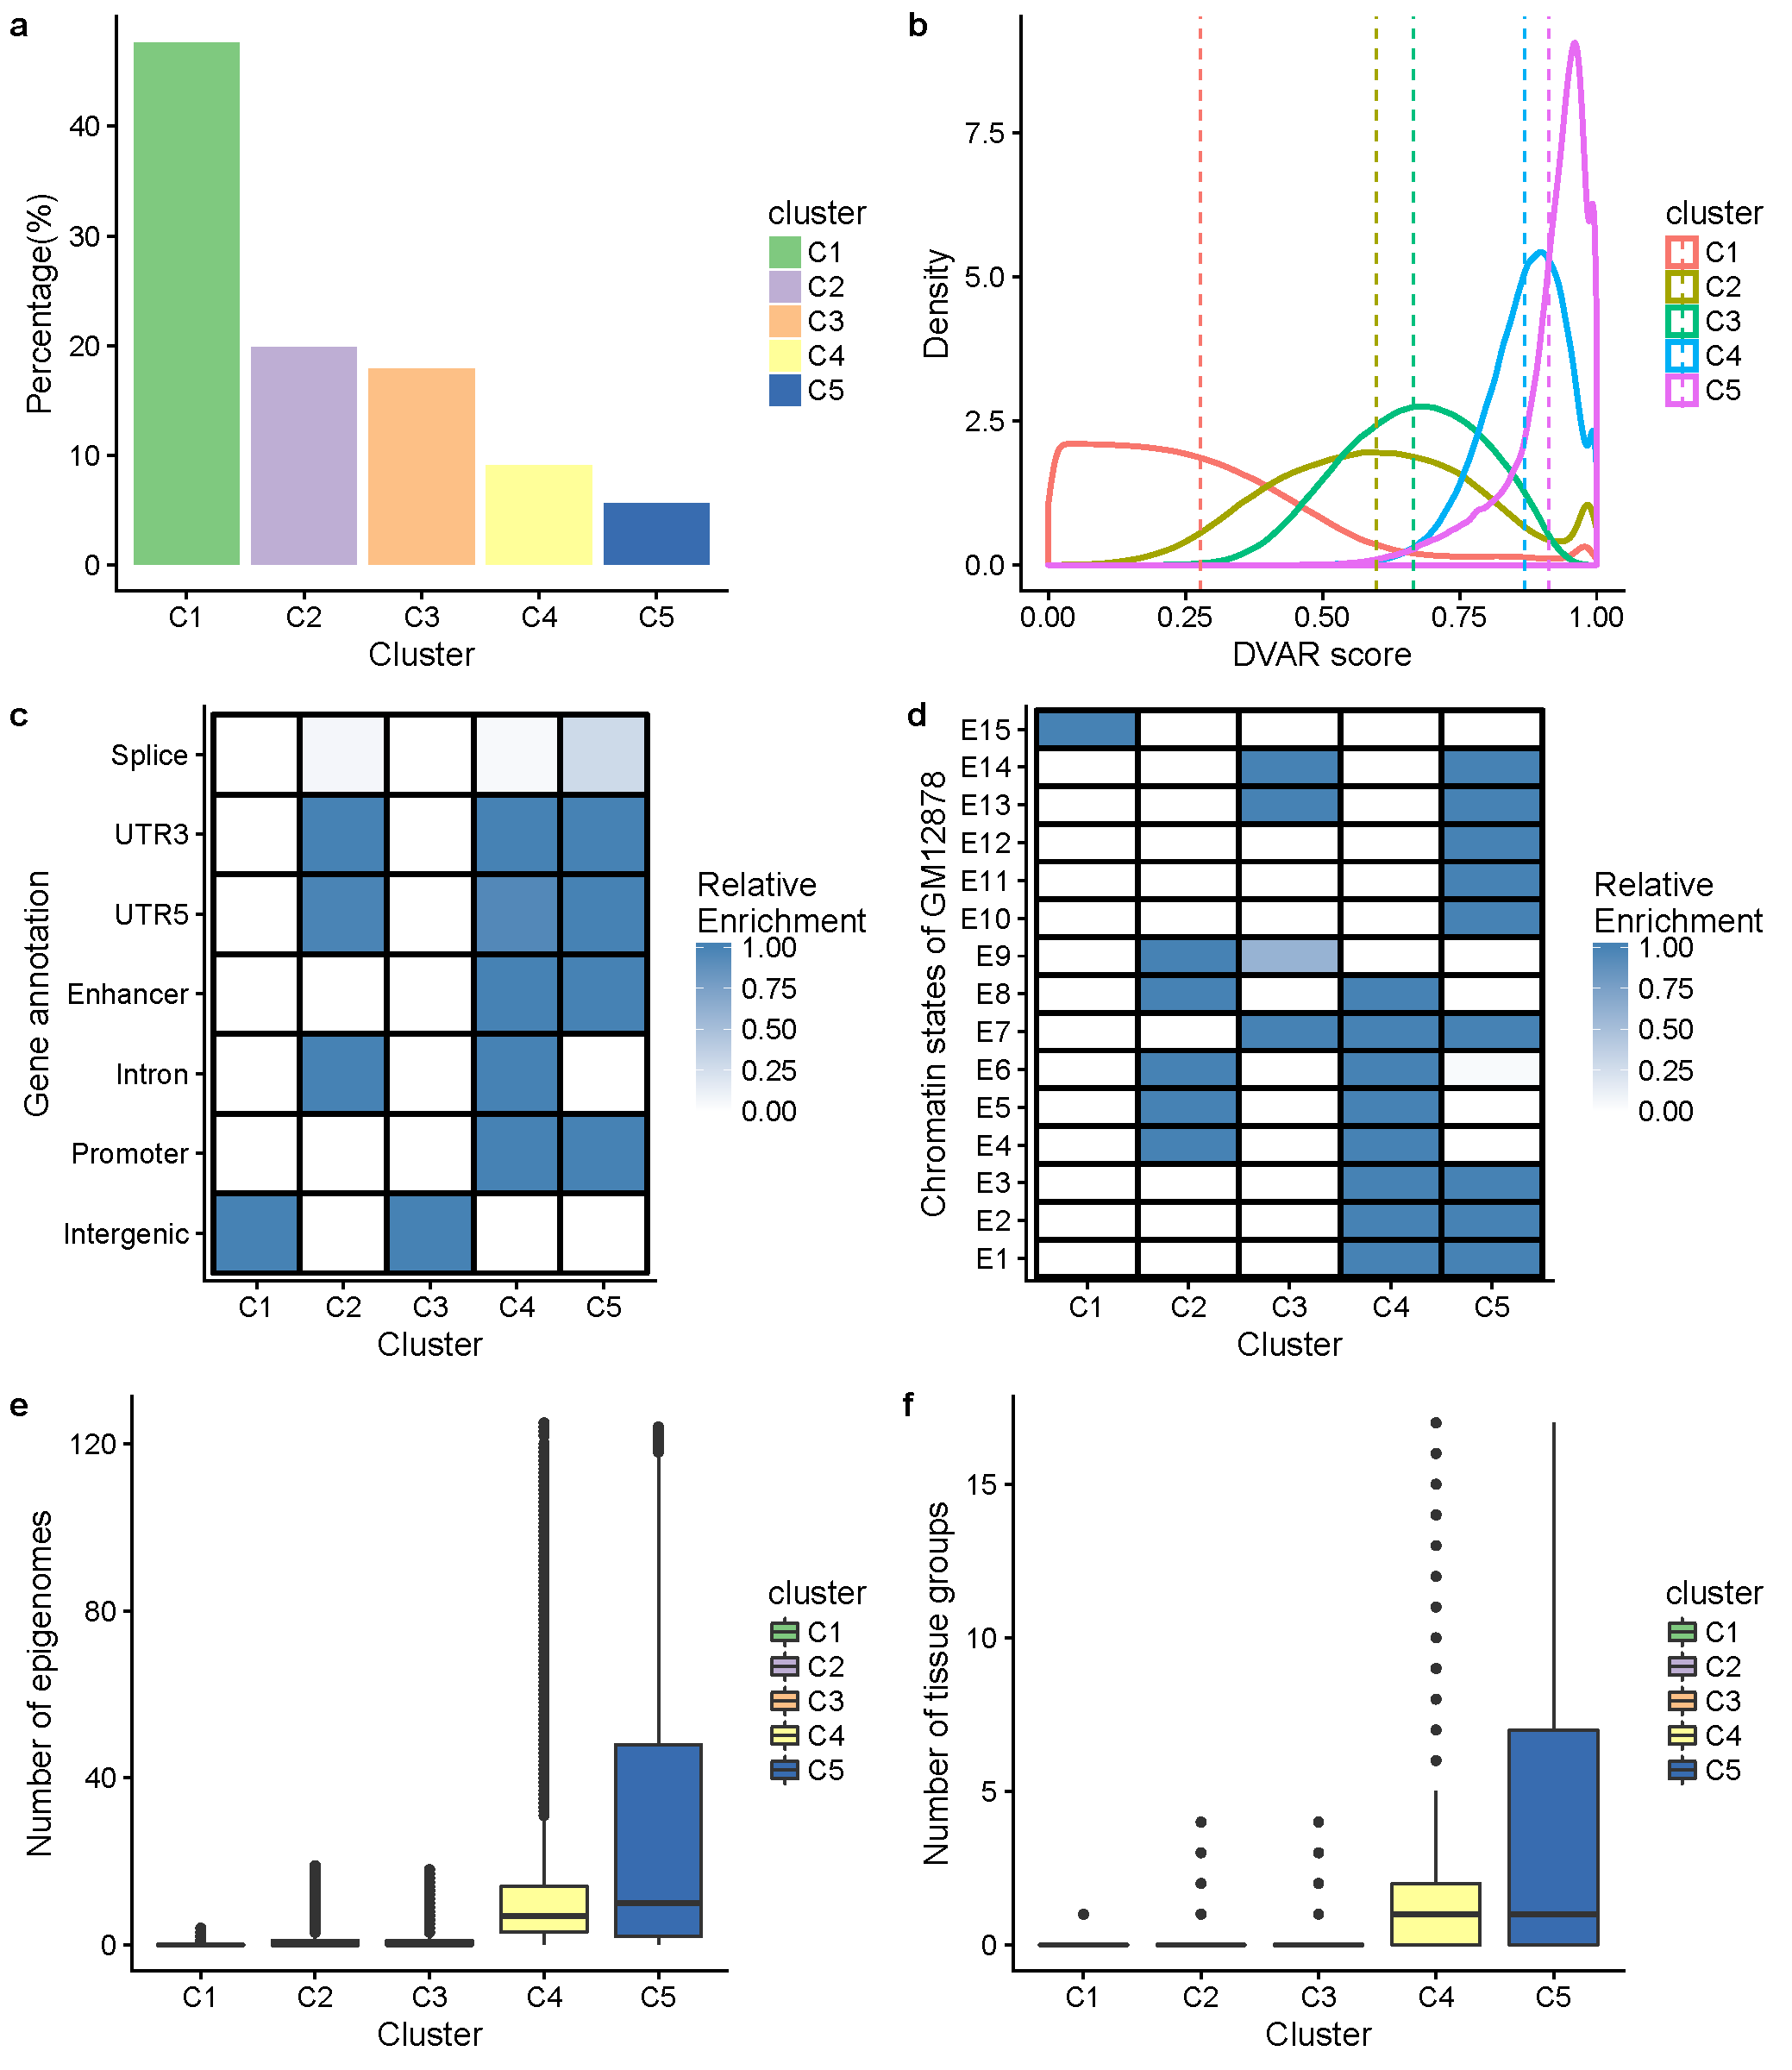 a
Percentage(%)
40
30
20
10
0
C1 C2 C3 C4 C5
Cluster
cluster
C1
C2
C3
C4
C5
b
Density
7.5
5.0
2.5
0.0
0.00 0.25 0.50 0.75 1.00
DVAR score
cluster
C1
C2
C3
C4
C5
c
Gene annotation
Splice
UTR3
UTR5
Enhancer
Intron
Promoter
Intergenic
C1 C2 C3 C4 C5
Cluster
Relative
Enrichment
1.00
0.75
0.50
0.25
0.00
d
Chromatin states of GM12878
E15
E14
E13
E12
E11
E10
E9
E8
E7
E6
E5
E4
E3
E2
E1
C1 C2 C3 C4 C5
Cluster
Relative
Enrichment
1.00
0.75
0.50
0.25
0.00
e
Number of epigenomes
120
80
40
0
C1 C2 C3 C4 C5
Cluster
cluster
C1
C2
C3
C4
C5
f
Number of tissue groups
15
10
5
0
C1 C2 C3 C4 C5
Cluster
cluster
C1
C2
C3
C4
C5